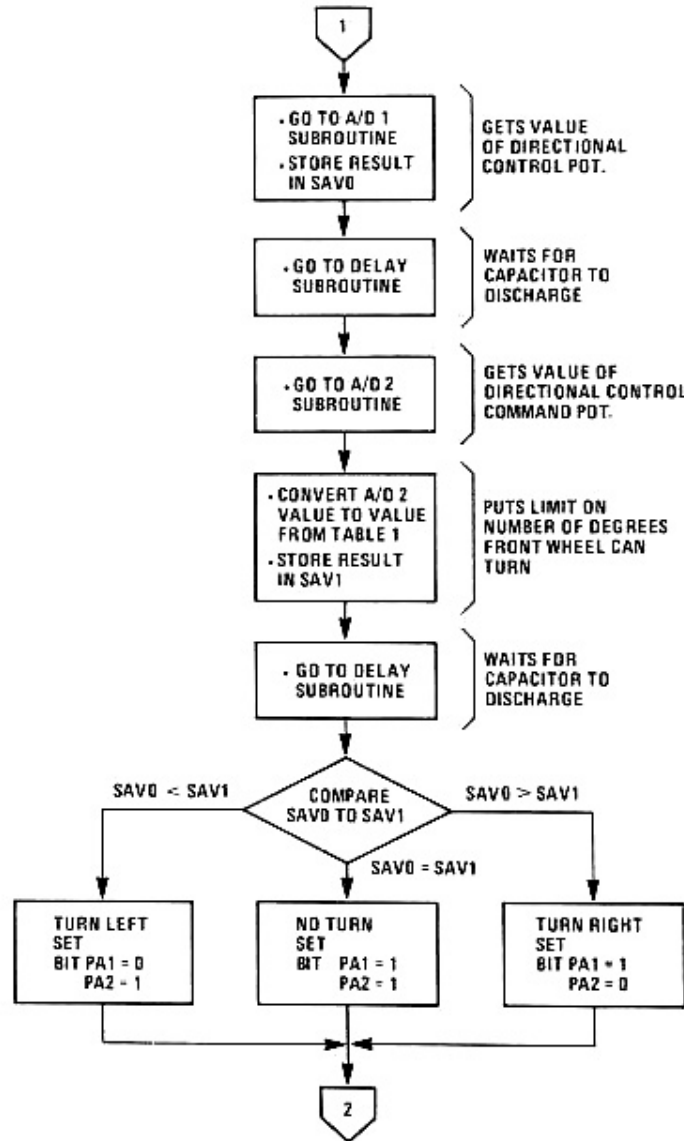 1
• GO TO A/D 1
SUBROUTINE
• STORE RESULT
IN SAV0
GETS VALUE
OF DIRECTIONAL
CONTROL POT.
• GO TO DELAY
SUBROUTINE
WAITS FOR
CAPACITOR TO
DISCHARGE
• GO TO A/D 2
SUBROUTINE
GETS VALUE OF
DIRECTIONAL CONTROL
COMMAND POT.
• CONVERT A/D 2
VALUE TO VALUE
FROM TABLE 1
• STORE RESULT
IN SAV1
PUTS LIMIT ON
NUMBER OF DEGREES
FRONT WHEEL CAN
TURN
• GO TO DELAY
SUBROUTINE
WAITS FOR
CAPACITOR TO
DISCHARGE
COMPARE
SAV0 TO SAV1
SAV0 < SAV1
SAV0 > SAV1
SAV0 = SAV1
TURN LEFT
SET
BIT PA1 = 0
PA2 = 1
NO TURN
SET
BIT PA1 = 1
PA2 = 1
TURN RIGHT
SET
BIT PA1 = 1
PA2 = 0
2